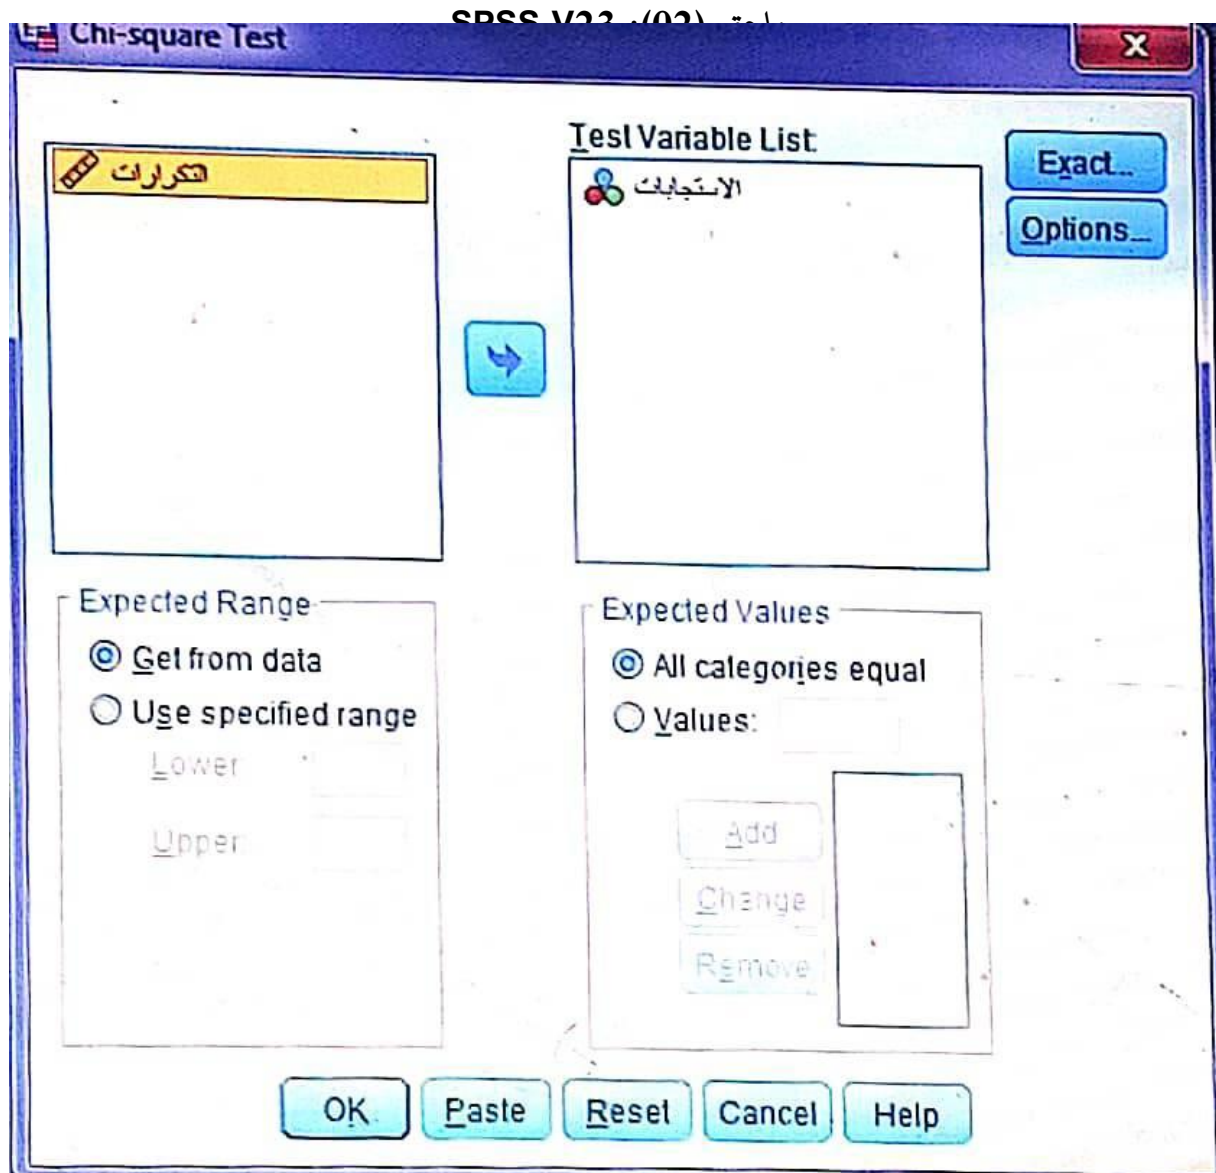 SPSS V23 :(02)
Chi-square Test
Test Variable List:
التكرارات
الاستجابات
Exact...
Options...
Expected Range
Get from data
Use specified range
Lower:
Upper:
Expected Values
All categories equal
Values:
Add
Change
Remove
OK
Paste
Reset
Cancel
Help